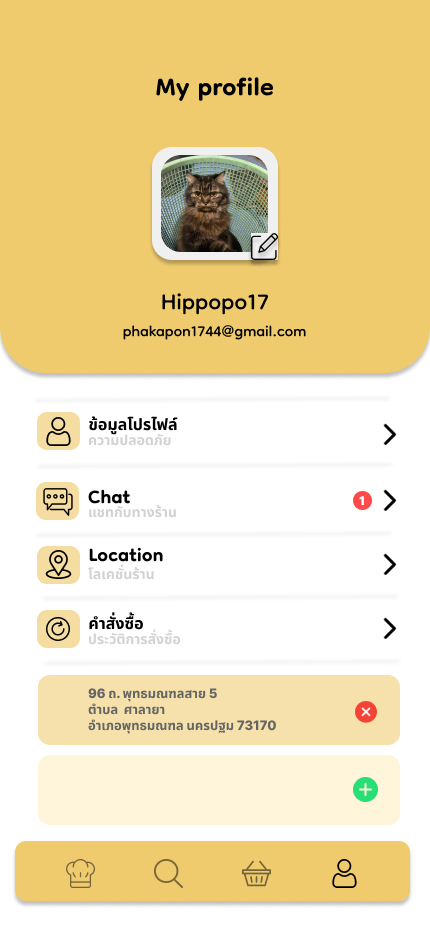 My profile
Hippopo17
phakapon1744@gmail.com
ข้อมูลโปรไฟล์
ความปลอดภัย
Chat
แชทกับทางร้าน
1
Location
โลเคชั่นร้าน
คำสั่งซื้อ
ประวัติการสั่งซื้อ
96 ถ. พุทธมณฑลสาย 5
ตำบล ศาลายา
อำเภอพุทธมณฑล นครปฐม 73170